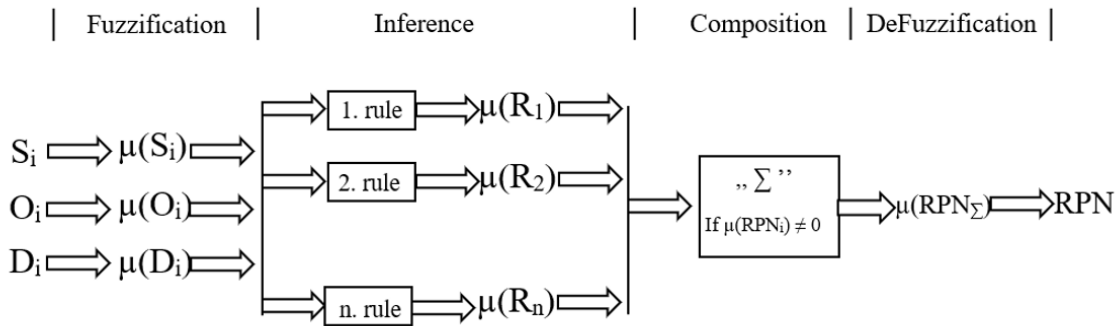 | Fuzzification | Inference | Composition | DeFuzzification |
1. rule μ(R₁)
Sᵢ μ(Sᵢ)
2. rule μ(R₂)
Oᵢ μ(Oᵢ)
Dᵢ μ(Dᵢ)
n. rule μ(Rₙ)
,, ∑ ’’
If μ(RPNᵢ) ≠ 0
μ(RPN_∑) RPN